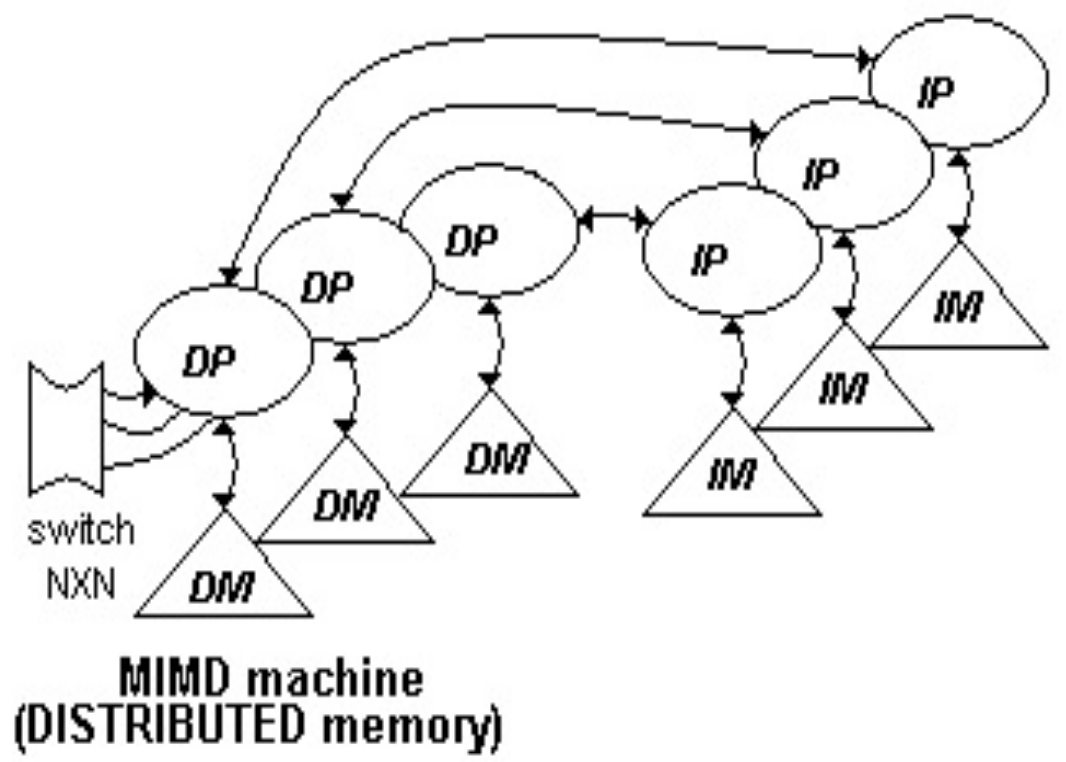 IP
IP
DP
IP
DP
IM
DP
IM
DM
IM
DM
switch
NXN
DM
MIMD machine
(DISTRIBUTED memory)